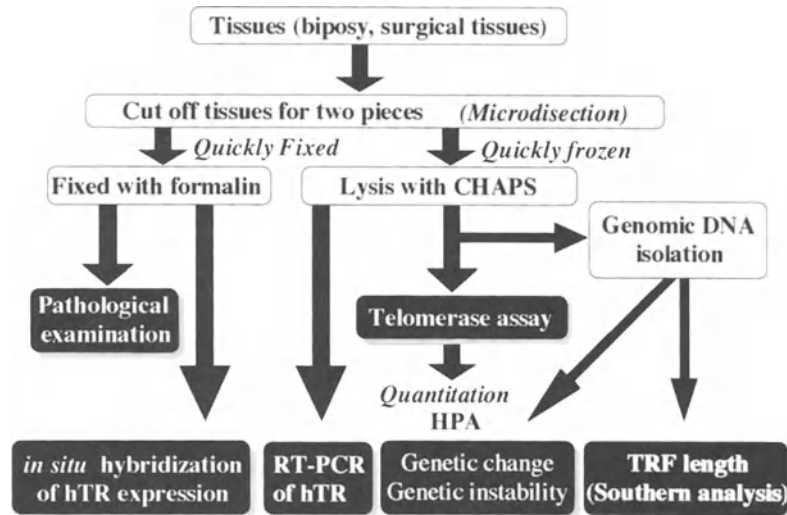 Tissues (biposy, surgical tissues)
Cut off tissues for two pieces (Microdisection)
Quickly Fixed
Quickly frozen
Fixed with formalin
Lysis with CHAPS
Genomic DNA
isolation
Pathological
examination
Telomerase assay
Quantitation
HPA
in situ hybridization
of hTR expression
RT-PCR
of hTR
Genetic change
Genetic instability
TRF length
(Southern analysis)